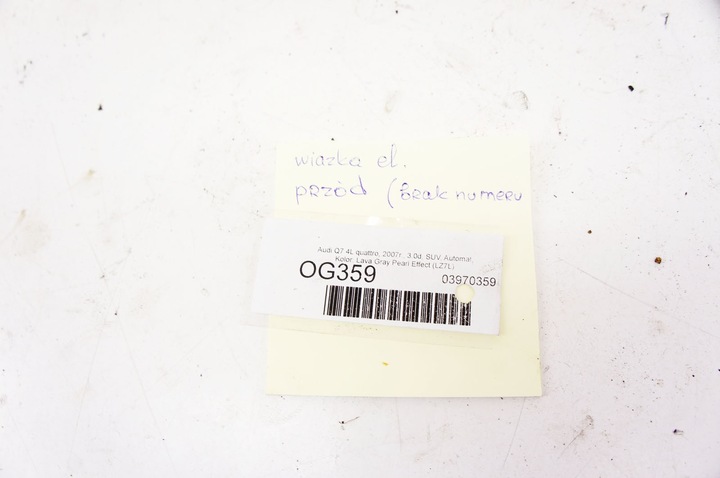 wiazka el.
przód (Brak numeru
Audi Q7 4L quattro, 2007r., 3.0d, SUV, Automat,
Kolor: Lava Gray Pearl Effect (LZ7L)
OG359
03970359